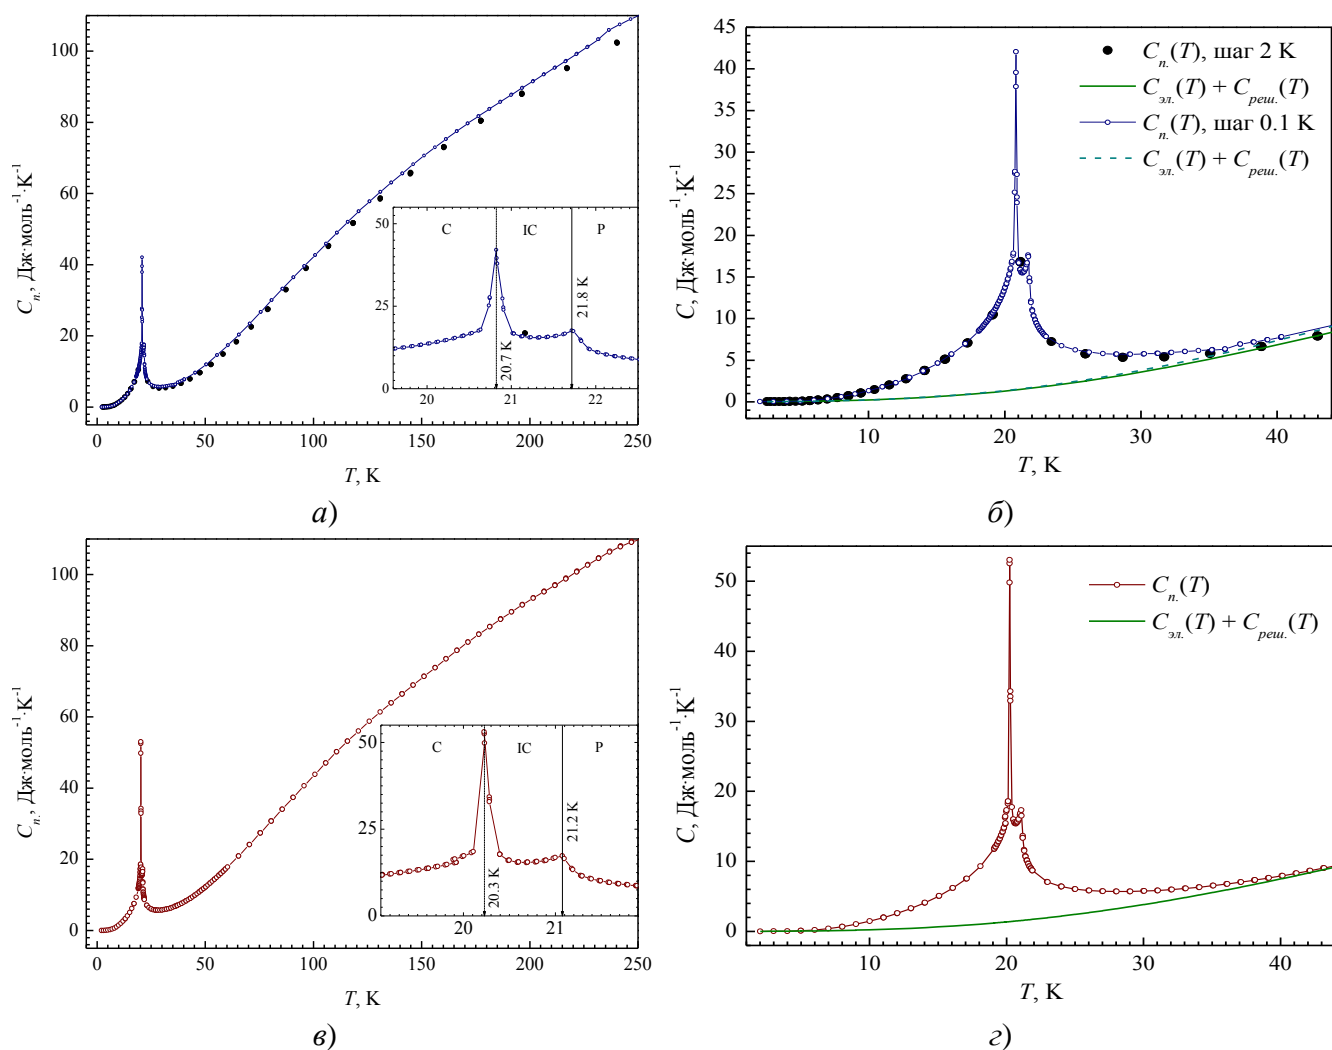 100
80
60
40
20
0
C_п., Дж·моль^-1·K^-1
0
50
100
150
200
250
T, K
50
25
0
C
IC
P
20.7 K
21.8 K
20
21
22
а)
45
40
35
30
25
20
15
10
5
0
C, Дж·моль^-1·K^-1
C_п.(T), шаг 2 K
C_эл.(T) + C_реш.(T)
C_п.(T), шаг 0.1 K
C_эл.(T) + C_реш.(T)
10
20
30
40
T, K
б)
100
80
60
40
20
0
C_п., Дж·моль^-1·K^-1
0
50
100
150
200
250
T, K
50
25
0
C
IC
P
20.3 K
21.2 K
20
21
в)
50
40
30
20
10
0
C, Дж·моль^-1·K^-1
C_п.(T)
C_эл.(T) + C_реш.(T)
10
20
30
40
T, K
г)